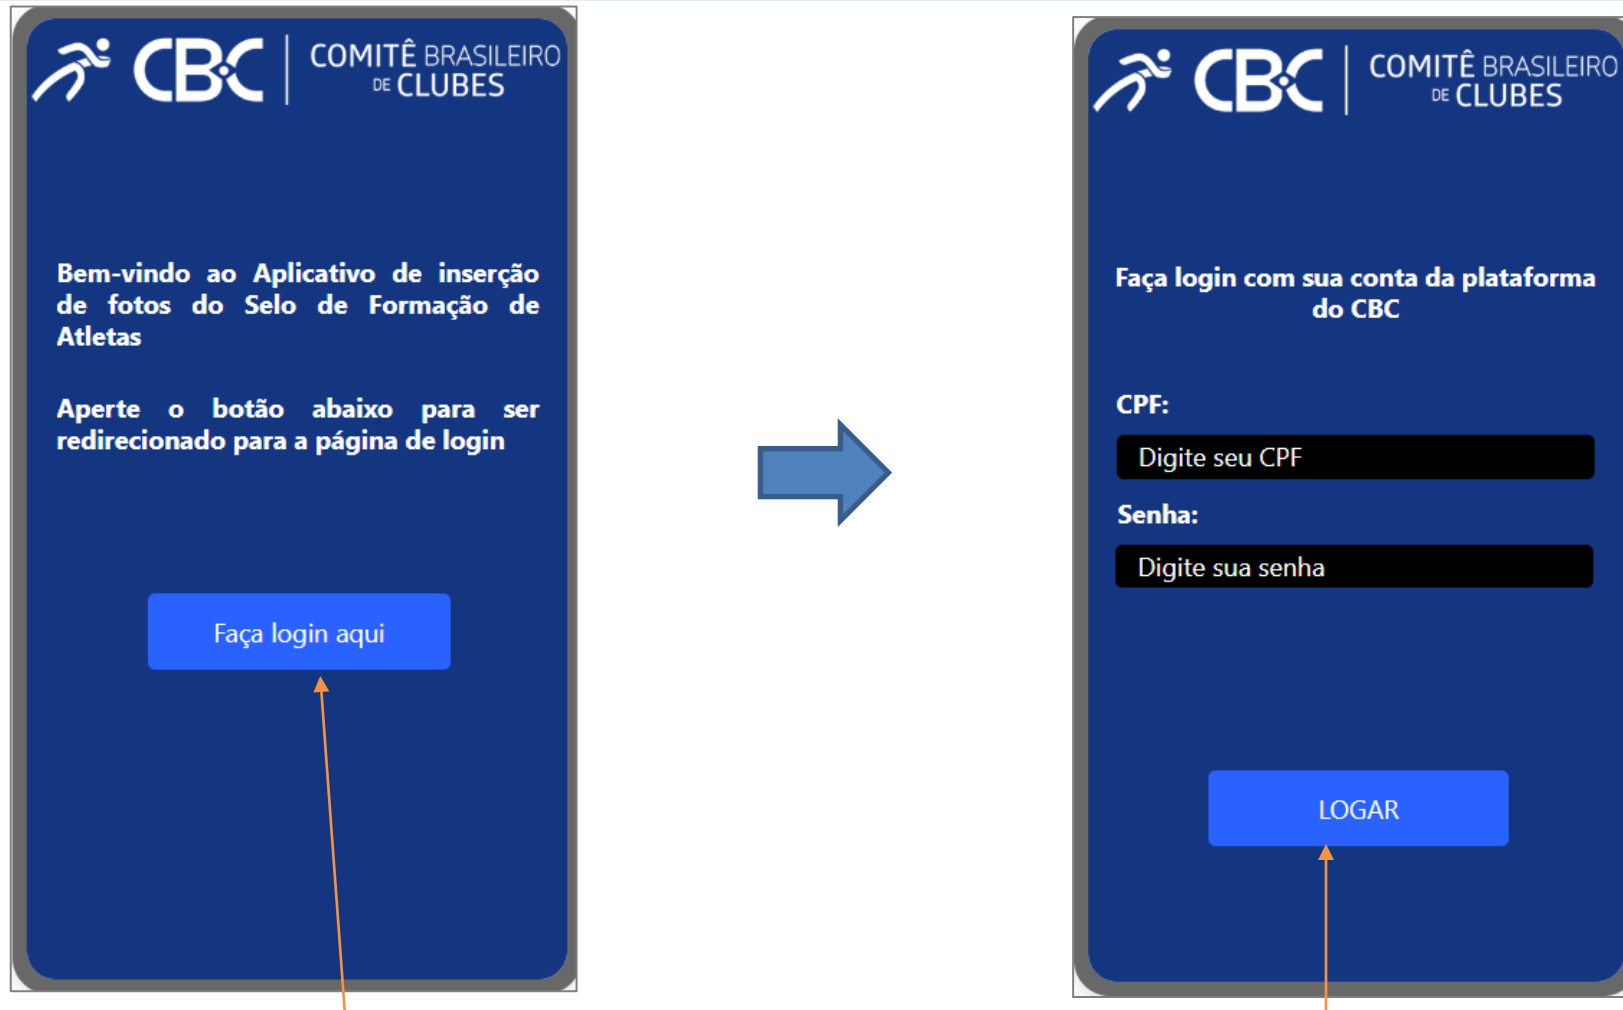 CBC
COMITÊ BRASILEIRO
DE CLUBES
Bem-vindo ao Aplicativo de inserção
de fotos do Selo de Formação de
Atletas
Aperte o botão abaixo para ser
redirecionado para a página de login
Faça login aqui
CBC
COMITÊ BRASILEIRO
DE CLUBES
Faça login com sua conta da plataforma
do CBC
CPF:
Digite seu CPF
Senha:
Digite sua senha
LOGAR